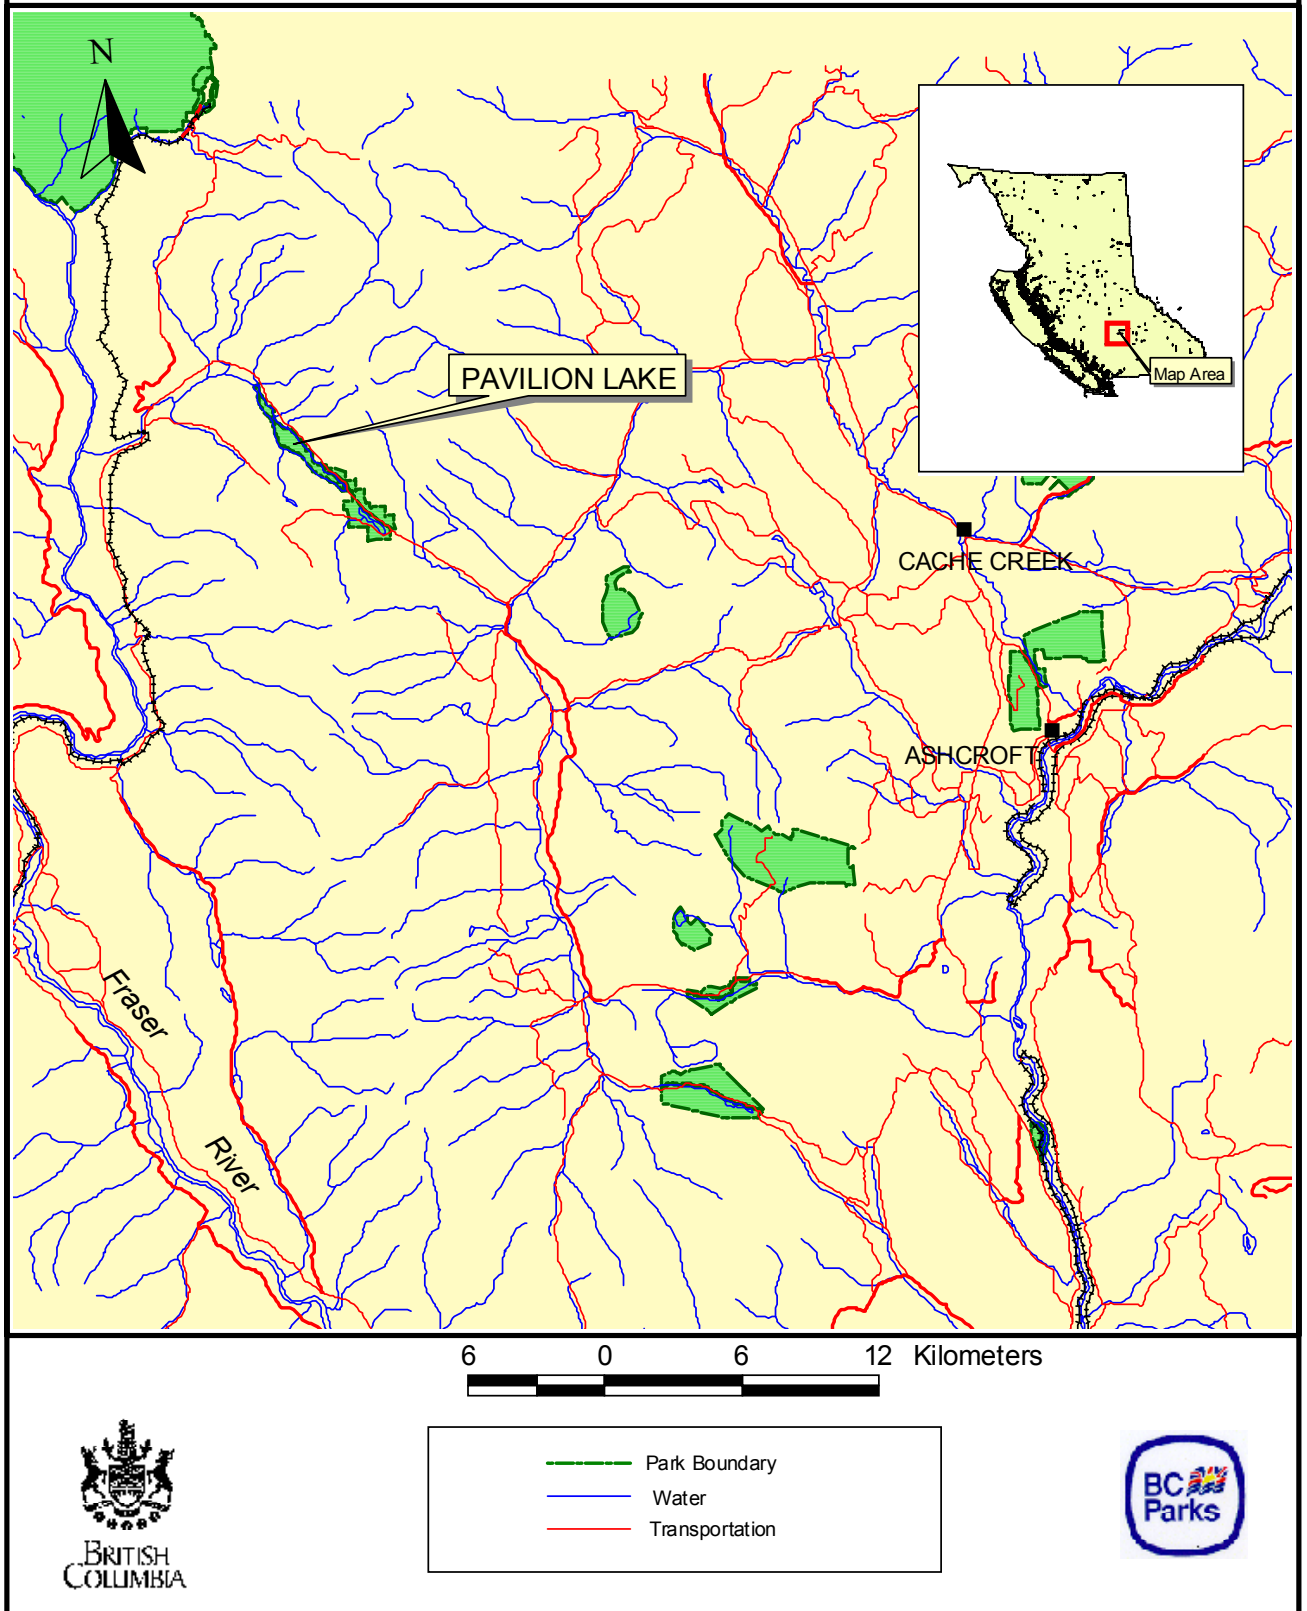 N
PAVILION LAKE
Map Area
CACHE CREEK
ASHCROFT
Fraser
River
6 0 6 12 Kilometers
Park Boundary
Water
Transportation
BRITISH
COLUMBIA
BC
Parks